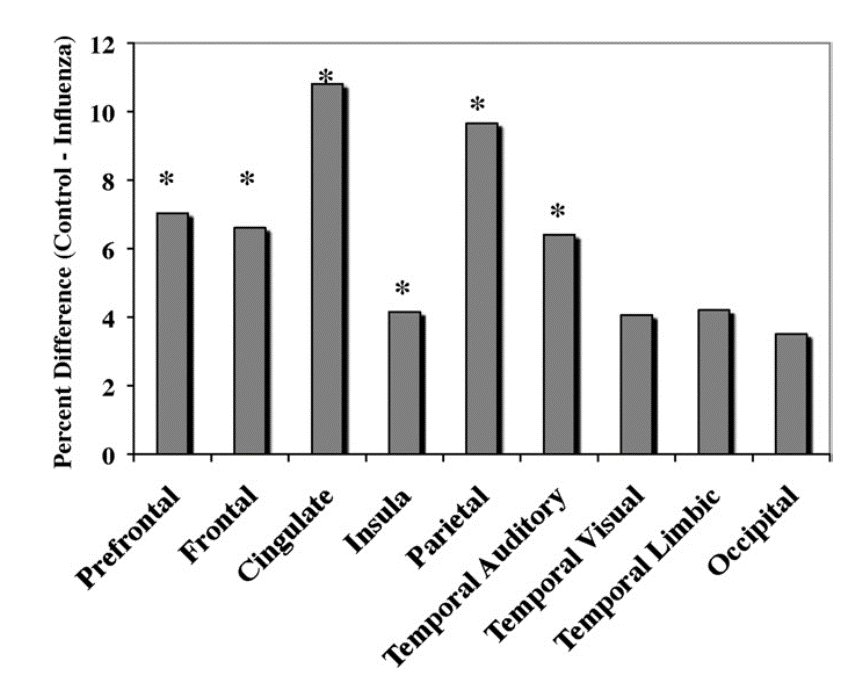 Percent Difference (Control - Influenza)
12
10
8
6
4
2
0
*
*
*
*
*
*
Prefrontal
Frontal
Cingulate
Insula
Parietal
Temporal Auditory
Temporal Visual
Temporal Limbic
Occipital